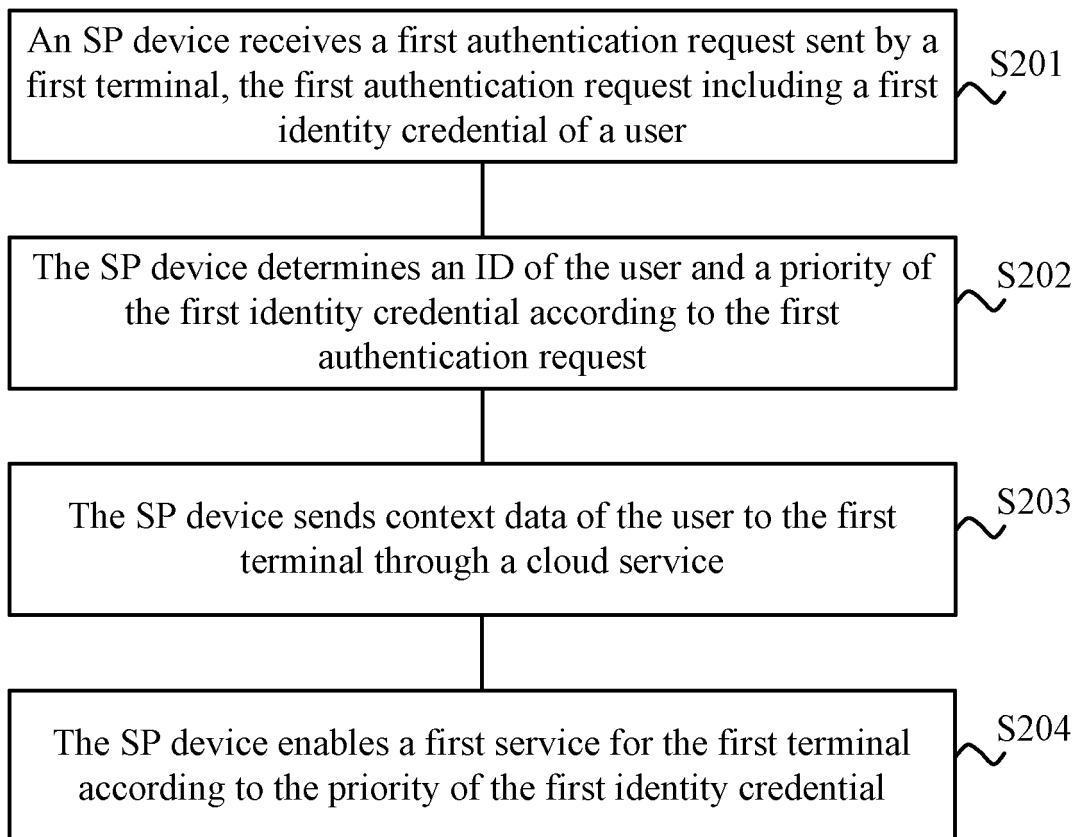 An SP device receives a first authentication request sent by a
first terminal, the first authentication request including a first
identity credential of a user
S201
The SP device determines an ID of the user and a priority of
the first identity credential according to the first
authentication request
S202
The SP device sends context data of the user to the first
terminal through a cloud service
S203
The SP device enables a first service for the first terminal
according to the priority of the first identity credential
S204